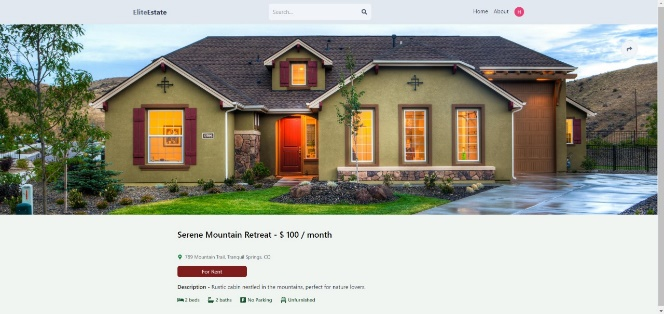 EliteEstate
Search...
Home About
Serene Mountain Retreat - $ 100 / month
789 Mountain Trail, Tranquil Springs, CO
For Rent
Description - Rustic cabin nestled in the mountains, perfect for nature lovers.
2 beds 2 baths No Parking Unfurnished